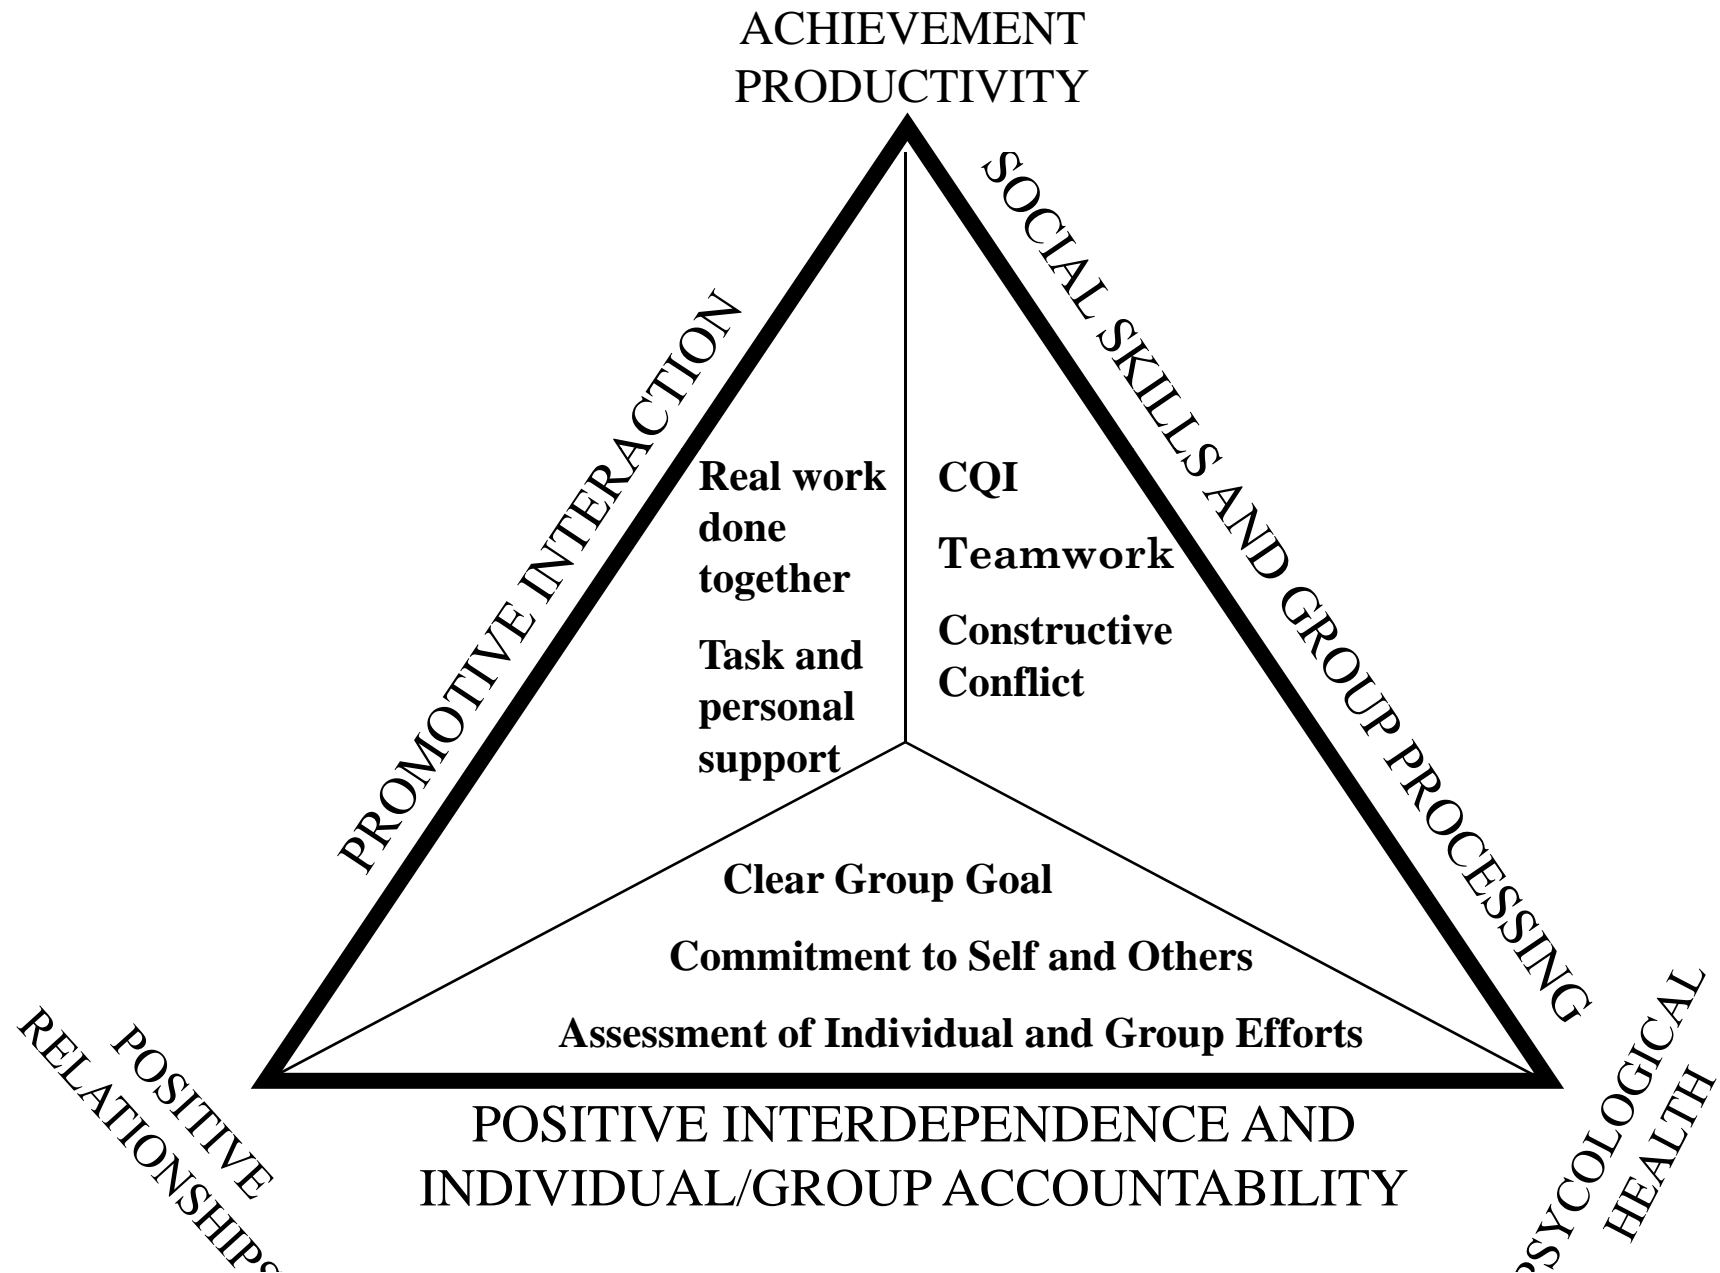 ACHIEVEMENT
PRODUCTIVITY
SOCIAL SKILLS AND GROUP PROCESSING
PROMOTIVE INTERACTION
Real work
done
together
Task and
personal
support
CQI
Teamwork
Constructive
Conflict
Clear Group Goal
Commitment to Self and Others
Assessment of Individual and Group Efforts
POSITIVE
RELATIONSHIPS
POSITIVE INTERDEPENDENCE AND
INDIVIDUAL/GROUP ACCOUNTABILITY
PSYCOLOGICAL
HEALTH